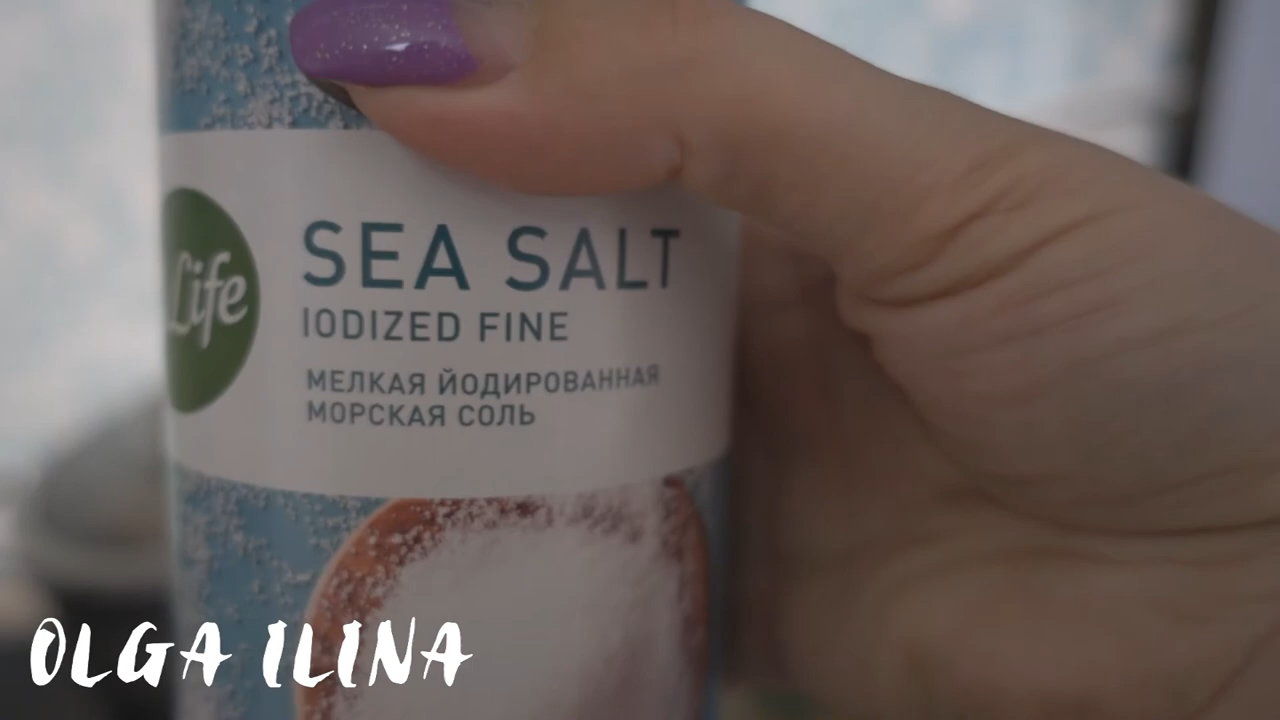 Life
SEA SALT
IODIZED FINE
МЕЛКАЯ ЙОДИРОВАННАЯ
МОРСКАЯ СОЛЬ
OLGA ILINA